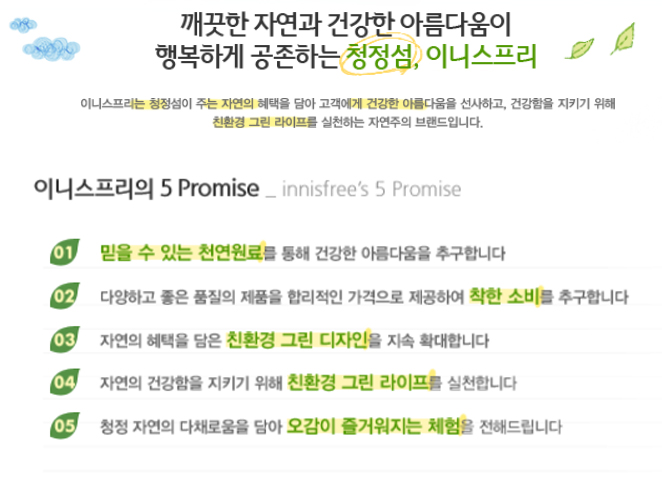 깨끗한 자연과 건강한 아름다움이
행복하게 공존하는 청정섬, 이니스프리
이니스프리는 청정섬이 주는 자연의 혜택을 담아 고객에게 건강한 아름다움을 선사하고, 건강함을 지키기 위해
친환경 그린 라이프를 실천하는 자연주의 브랜드입니다.
이니스프리의 5 Promise _ innisfree's 5 Promise
01 믿을 수 있는 천연원료를 통해 건강한 아름다움을 추구합니다
02 다양하고 좋은 품질의 제품을 합리적인 가격으로 제공하여 착한 소비를 추구합니다
03 자연의 혜택을 담은 친환경 그린 디자인을 지속 확대합니다
04 자연의 건강함을 지키기 위해 친환경 그린 라이프를 실천합니다
05 청정 자연의 다채로움을 담아 오감이 즐거워지는 체험을 전해드립니다